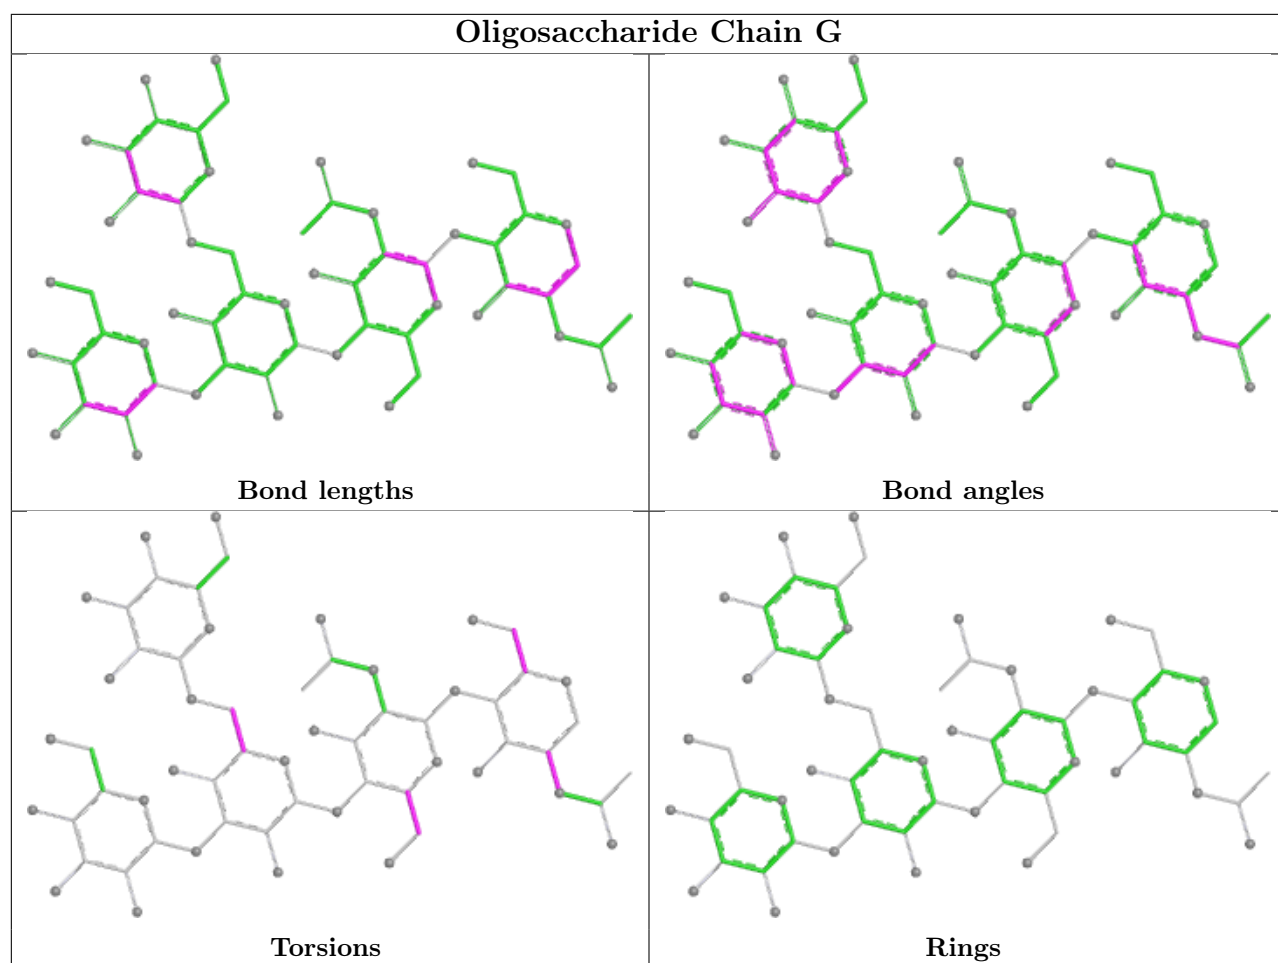 Oligosaccharide Chain G
Bond lengths
Bond angles
Torsions
Rings